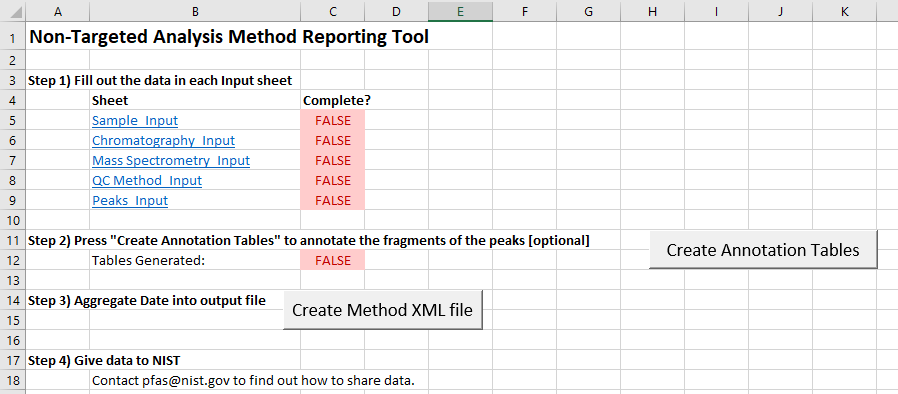 A B C D E F G H I J K
1 Non-Targeted Analysis Method Reporting Tool
2
3 Step 1) Fill out the data in each Input sheet
4 Sheet Complete?
5 Sample_Input FALSE
6 Chromatography_Input FALSE
7 Mass Spectrometry_Input FALSE
8 QC Method_Input FALSE
9 Peaks_Input FALSE
10
11 Step 2) Press "Create Annotation Tables" to annotate the fragments of the peaks [optional] Create Annotation Tables
12 Tables Generated: FALSE
13
14 Step 3) Aggregate Date into output file Create Method XML file
15
16
17 Step 4) Give data to NIST
18 Contact pfas@nist.gov to find out how to share data.